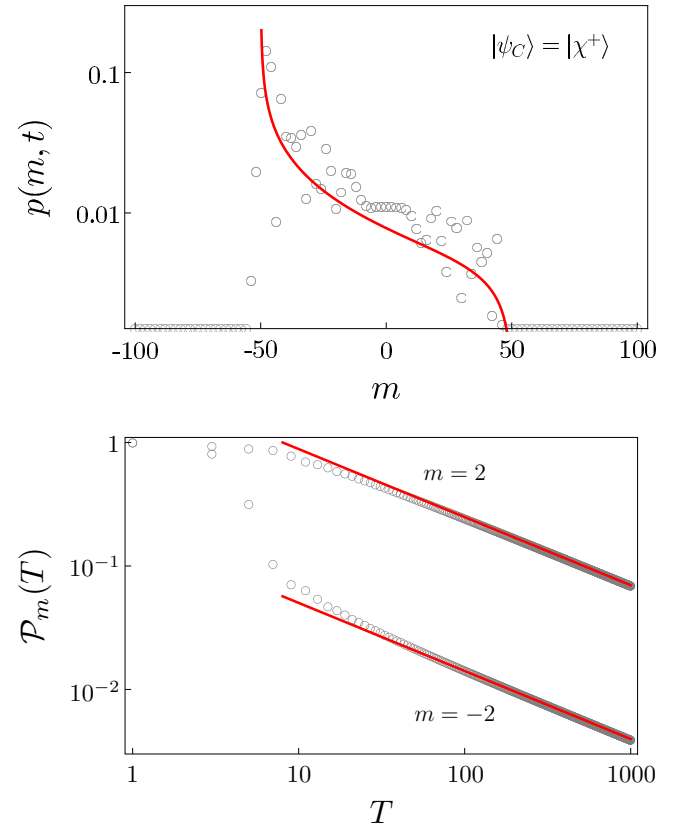 |ψ_C⟩ = |χ⁺⟩
0.1
p(m, t)
0.01
-100 -50 0 50 100
m
1
m = 2
10⁻¹
𝒫ₘ(T)
10⁻²
m = −2
1 10 100 1000
T